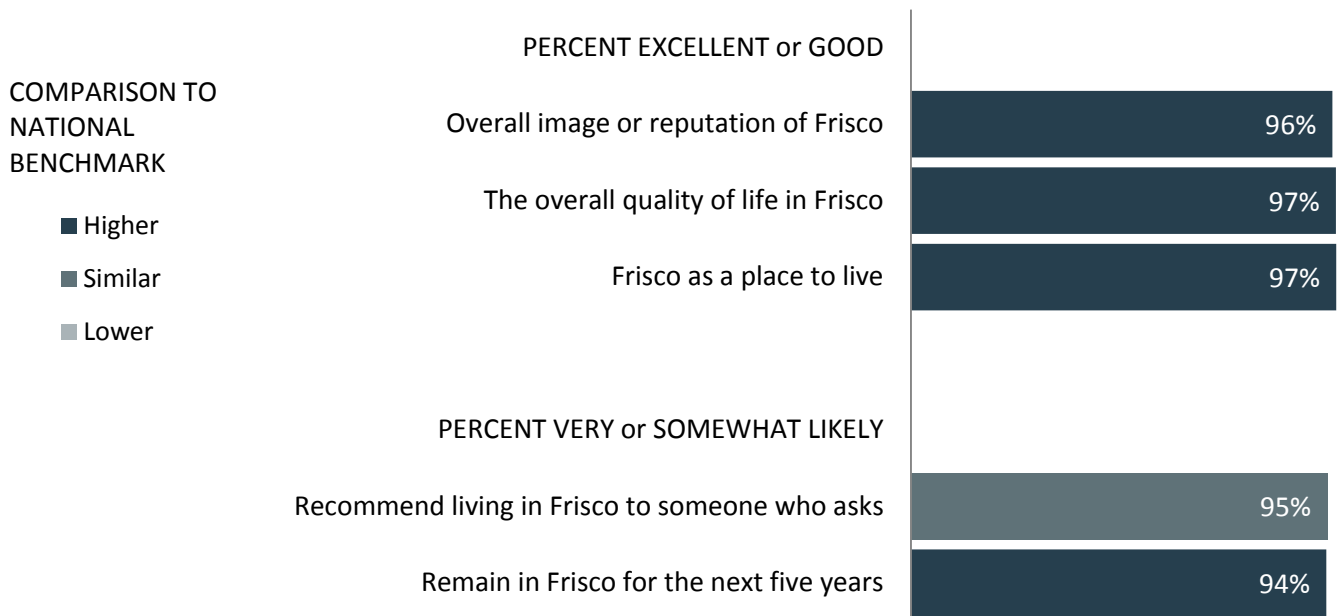 COMPARISON TO
NATIONAL
BENCHMARK
Higher
Similar
Lower
PERCENT EXCELLENT or GOOD
Overall image or reputation of Frisco 96%
The overall quality of life in Frisco 97%
Frisco as a place to live 97%
PERCENT VERY or SOMEWHAT LIKELY
Recommend living in Frisco to someone who asks 95%
Remain in Frisco for the next five years 94%